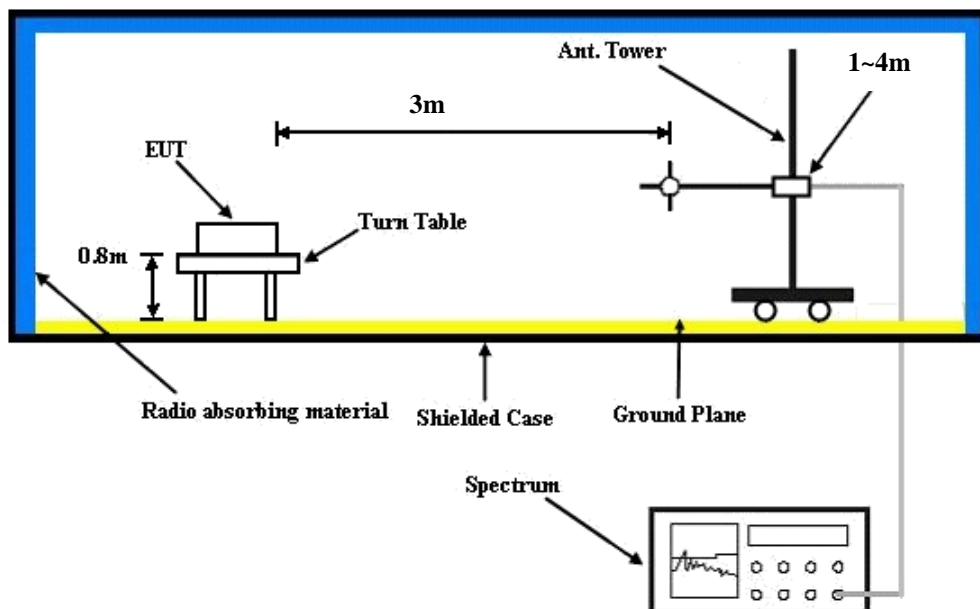 Ant. Tower
1~4m
3m
EUT
Turn Table
0.8m
Radio absorbing material
Shielded Case
Ground Plane
Spectrum